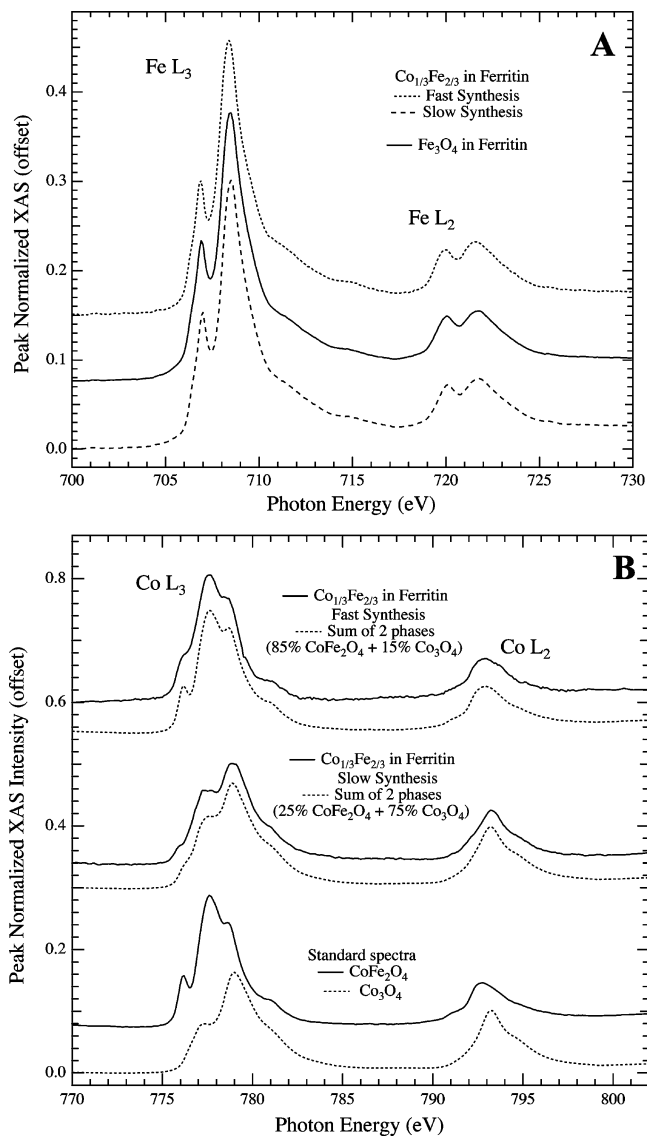 A
Fe L3
Co1/3Fe2/3 in Ferritin
Fast Synthesis
Slow Synthesis
Fe3O4 in Ferritin
Fe L2
Peak Normalized XAS (offset)
0.4
0.3
0.2
0.1
0.0
700 705 710 715 720 725 730
Photon Energy (eV)
B
Co L3
Co1/3Fe2/3 in Ferritin
Fast Synthesis
Sum of 2 phases
(85% CoFe2O4 + 15% Co3O4)
Co L2
Co1/3Fe2/3 in Ferritin
Slow Synthesis
Sum of 2 phases
(25% CoFe2O4 + 75% Co3O4)
Standard spectra
CoFe2O4
Co3O4
Peak Normalized XAS Intensity (offset)
0.8
0.6
0.4
0.2
0.0
770 775 780 785 790 795 800
Photon Energy (eV)